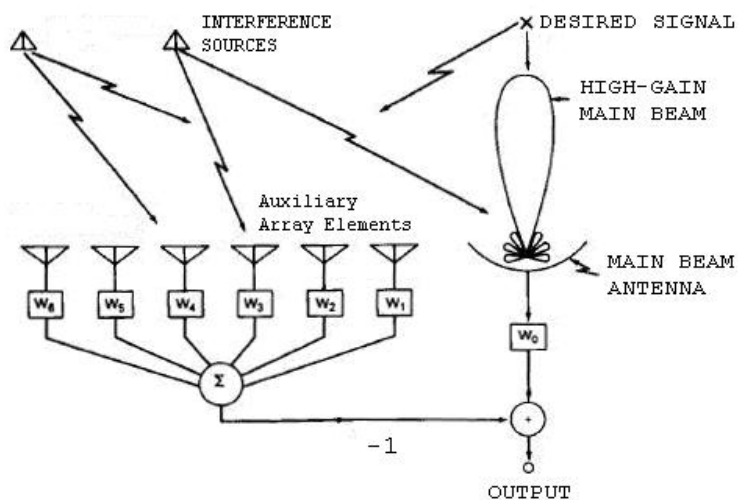 INTERFERENCE
SOURCES
DESIRED SIGNAL
HIGH-GAIN
MAIN BEAM
Auxiliary
Array Elements
MAIN BEAM
ANTENNA
W6 W5 W4 W3 W2 W1
W0
Σ
+
-1
OUTPUT